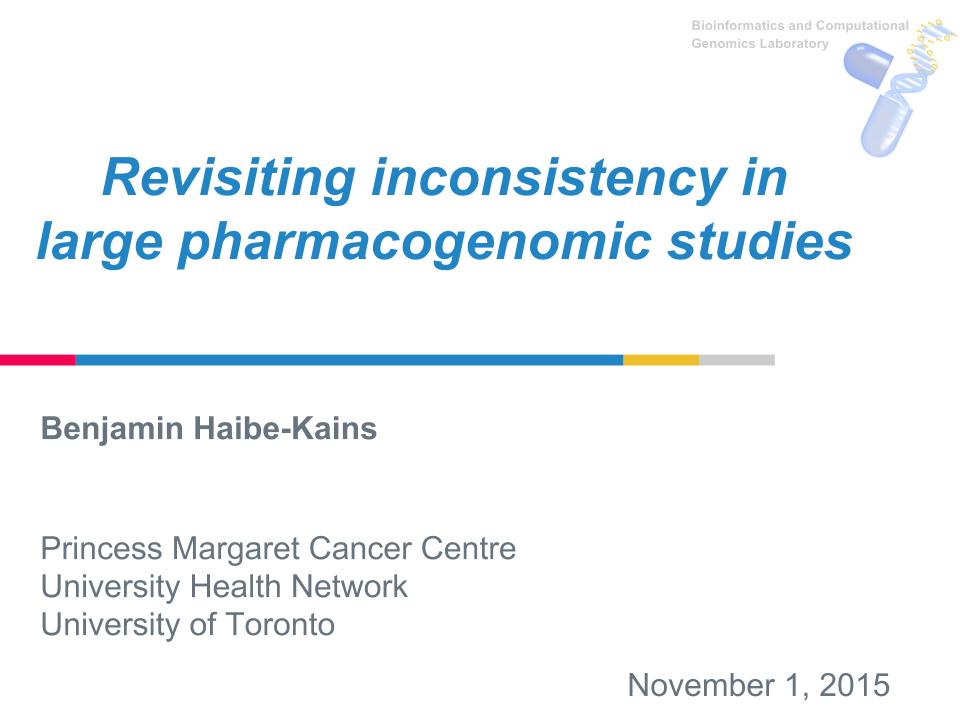 Bioinformatics and Computational
Genomics Laboratory
Revisiting inconsistency in
large pharmacogenomic studies
Benjamin Haibe-Kains
Princess Margaret Cancer Centre
University Health Network
University of Toronto
November 1, 2015